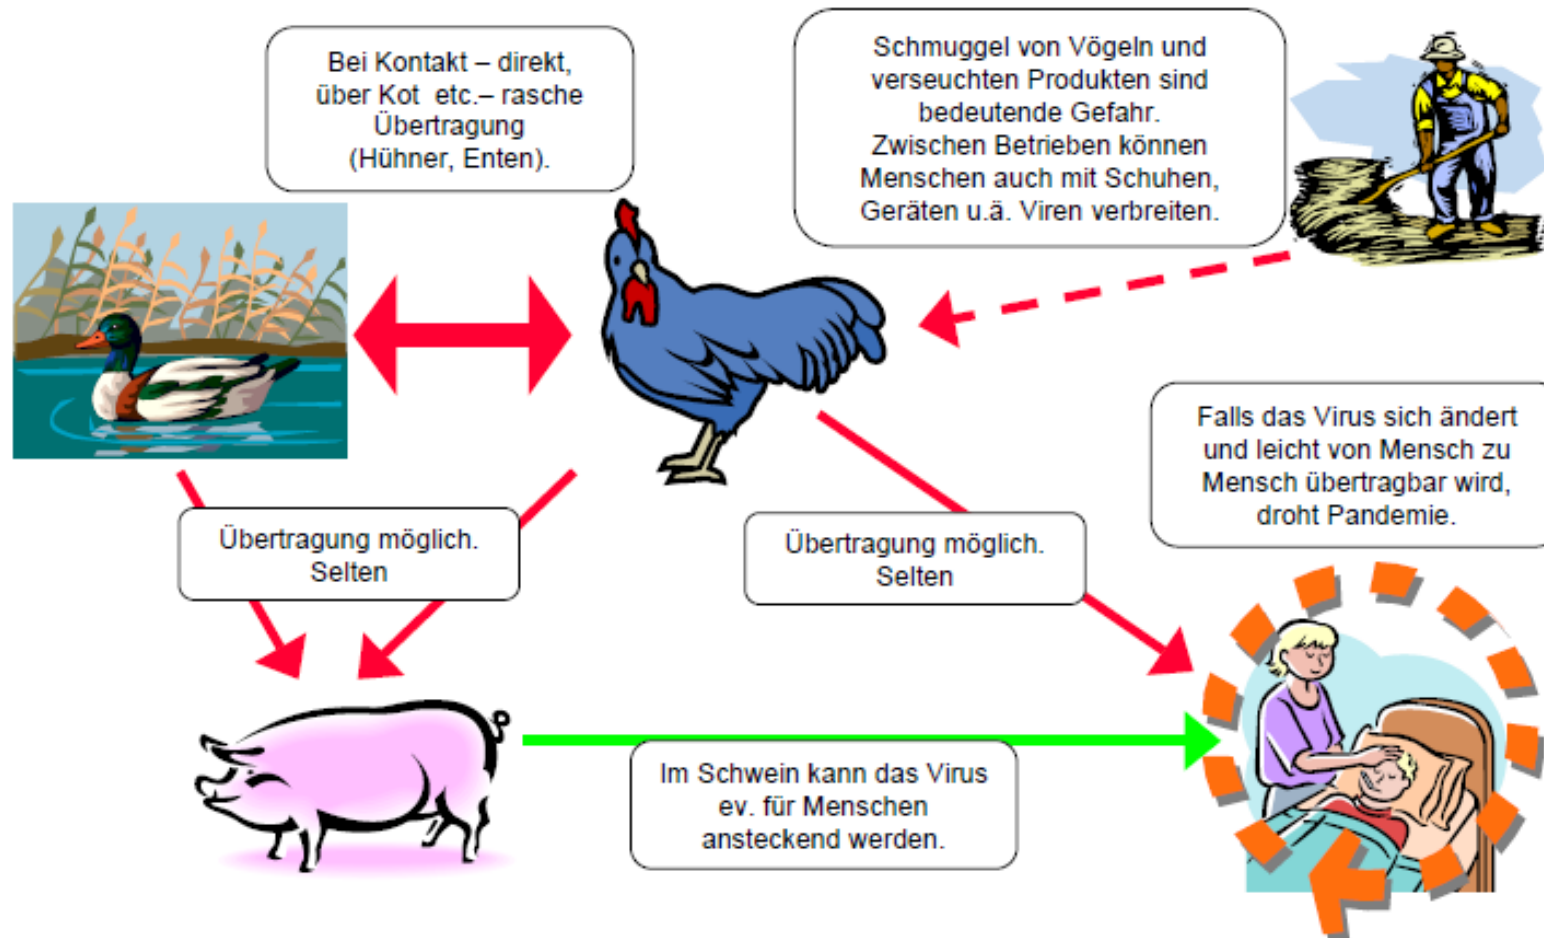 Bei Kontakt – direkt,
über Kot etc.– rasche
Übertragung
(Hühner, Enten).
Schmuggel von Vögeln und
verseuchten Produkten sind
bedeutende Gefahr.
Zwischen Betrieben können
Menschen auch mit Schuhen,
Geräten u.ä. Viren verbreiten.
Falls das Virus sich ändert
und leicht von Mensch zu
Mensch übertragbar wird,
droht Pandemie.
Übertragung möglich.
Selten
Übertragung möglich.
Selten
Im Schwein kann das Virus
ev. für Menschen
ansteckend werden.